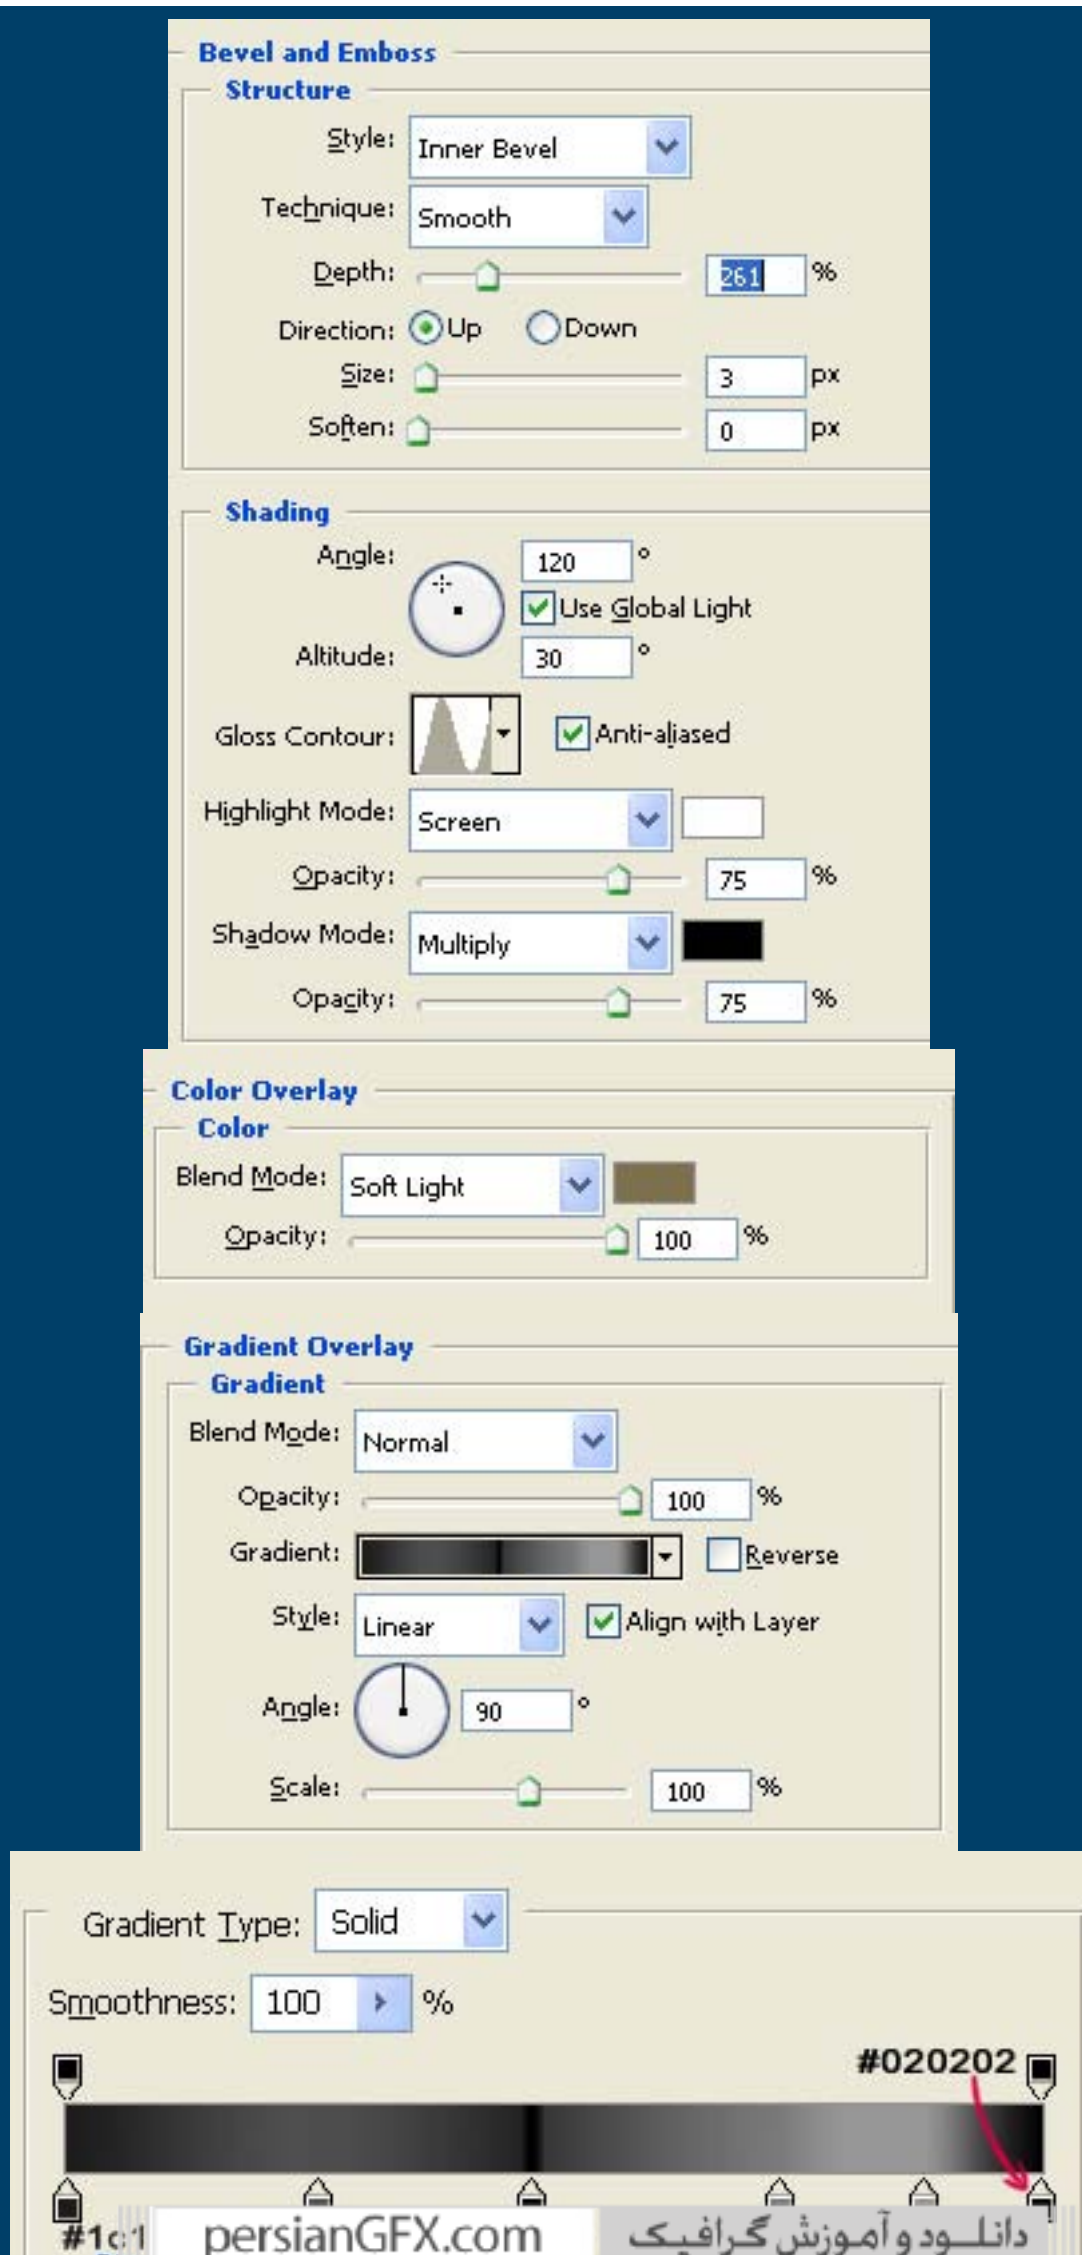 Bevel and Emboss
Structure
Style: Inner Bevel
Technique: Smooth
Depth: 261 %
Direction: Up Down
Size: 3 px
Soften: 0 px
Shading
Angle: 120 °
Use Global Light
Altitude: 30 °
Gloss Contour: Anti-aliased
Highlight Mode: Screen
Opacity: 75 %
Shadow Mode: Multiply
Opacity: 75 %
Color Overlay
Color
Blend Mode: Soft Light
Opacity: 100 %
Gradient Overlay
Gradient
Blend Mode: Normal
Opacity: 100 %
Gradient: Reverse
Style: Linear Align with Layer
Angle: 90 °
Scale: 100 %
Gradient Type: Solid
Smoothness: 100 %
#020202
persianGFX.com دانلود و آموزش گرافیک